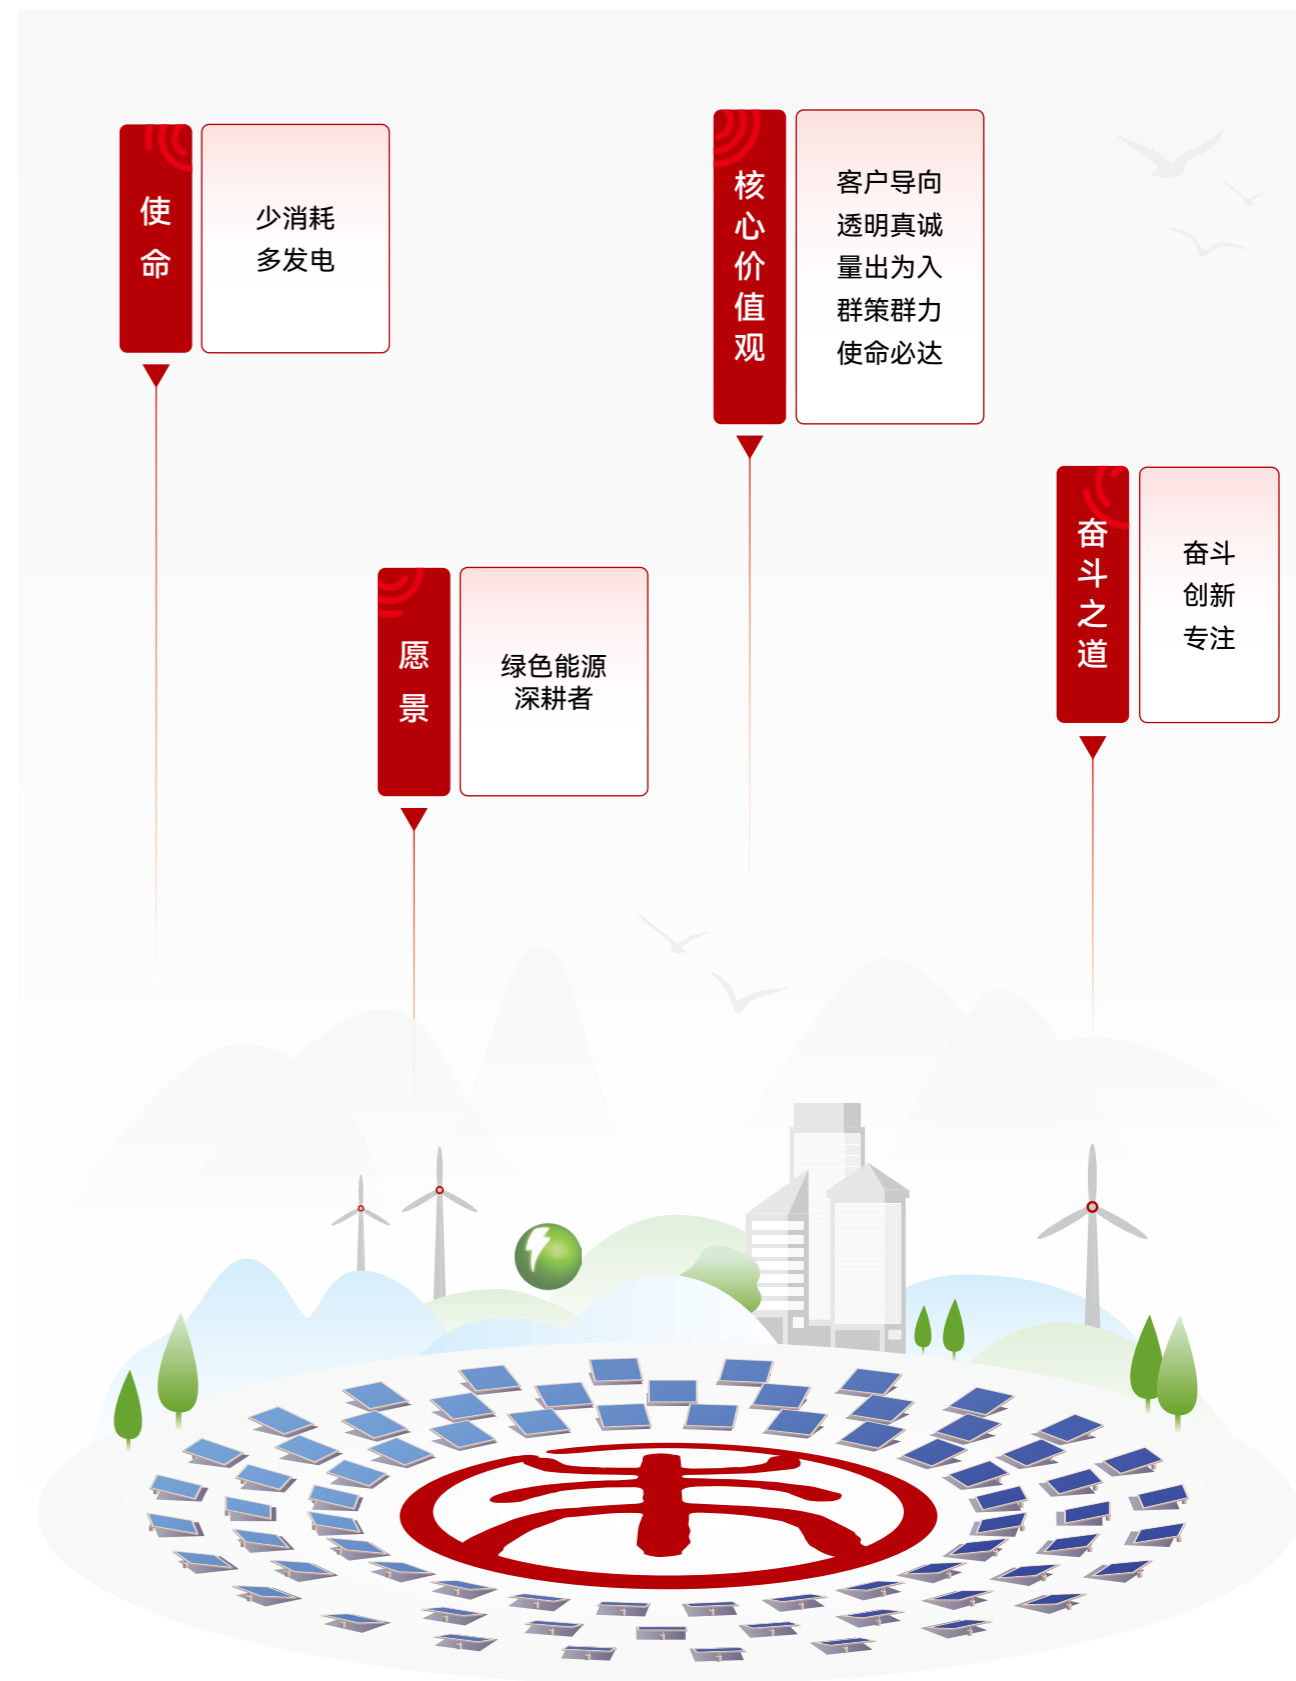 使命
少消耗
多发电
核心价值观
客户导向
透明真诚
量出为入
群策群力
使命必达
奋斗之道
奋斗
创新
专注
愿景
绿色能源
深耕者